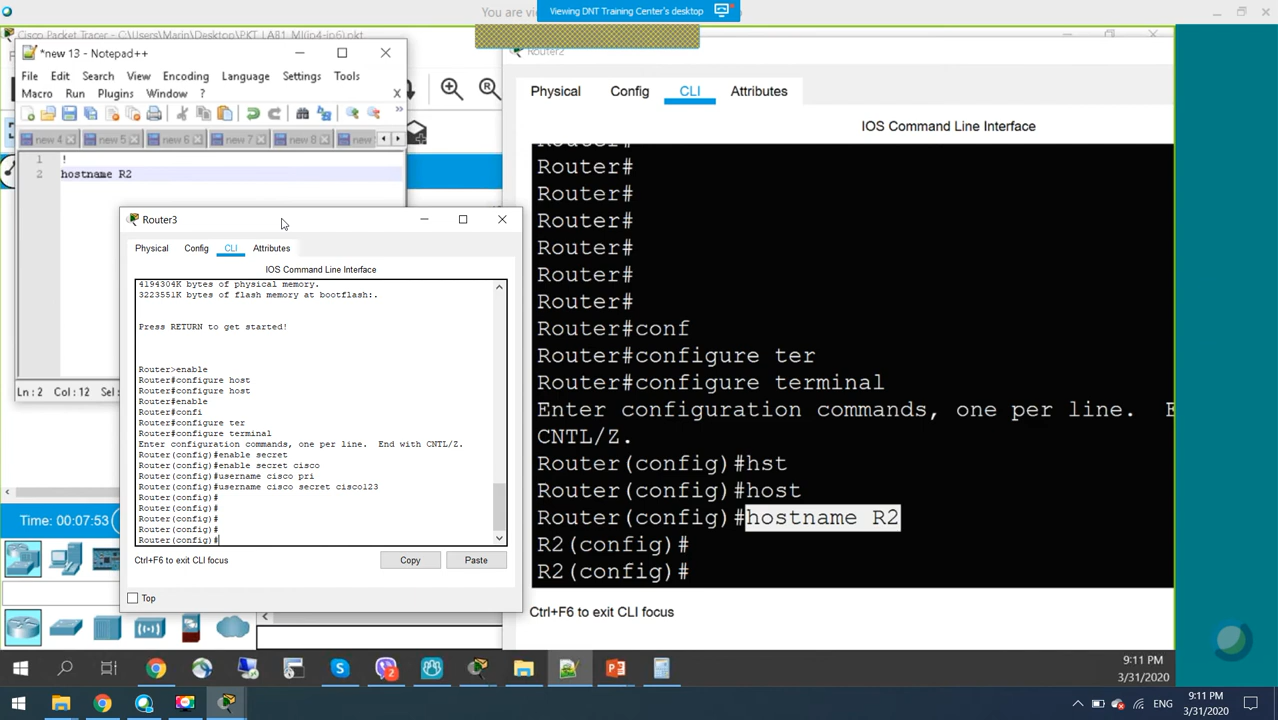 You are vi
Viewing DNT Training Center's desktop
Cisco Packet Tracer - C:\Users\Marin\Desktop\PKT_LAB1_MI(ip4-ip6).pkt
*new 13 - Notepad++
File Edit Search View Encoding Language Settings Tools
Macro Run Plugins Window ? X
new 4 new 5 new 6 new 7 new 8 new
1 !
2 hostname R2
Ln : 2 Col : 12 Sel :
Router3
Physical Config CLI Attributes
IOS Command Line Interface
4194304K bytes of physical memory.
3223551K bytes of flash memory at bootflash:.
Press RETURN to get started!
Router>enable
Router#configure host
Router#configure host
Router#enable
Router#confi
Router#configure ter
Router#configure terminal
Enter configuration commands, one per line. End with CNTL/Z.
Router(config)#enable secret
Router(config)#enable secret cisco
Router(config)#username cisco pri
Router(config)#username cisco secret cisco123
Router(config)#
Router(config)#
Router(config)#
Router(config)#
Router(config)#
Ctrl+F6 to exit CLI focus
Copy
Paste
Top
Time: 00:07:53
Router2
Physical Config CLI Attributes
IOS Command Line Interface
Router#
Router#
Router#
Router#
Router#
Router#
Router#
Router#conf
Router#configure ter
Router#configure terminal
Enter configuration commands, one per line. E
CNTL/Z.
Router(config)#hst
Router(config)#host
Router(config)#hostname R2
R2(config)#
R2(config)#
Ctrl+F6 to exit CLI focus
9:11 PM
3/31/2020
ENG
9:11 PM
3/31/2020